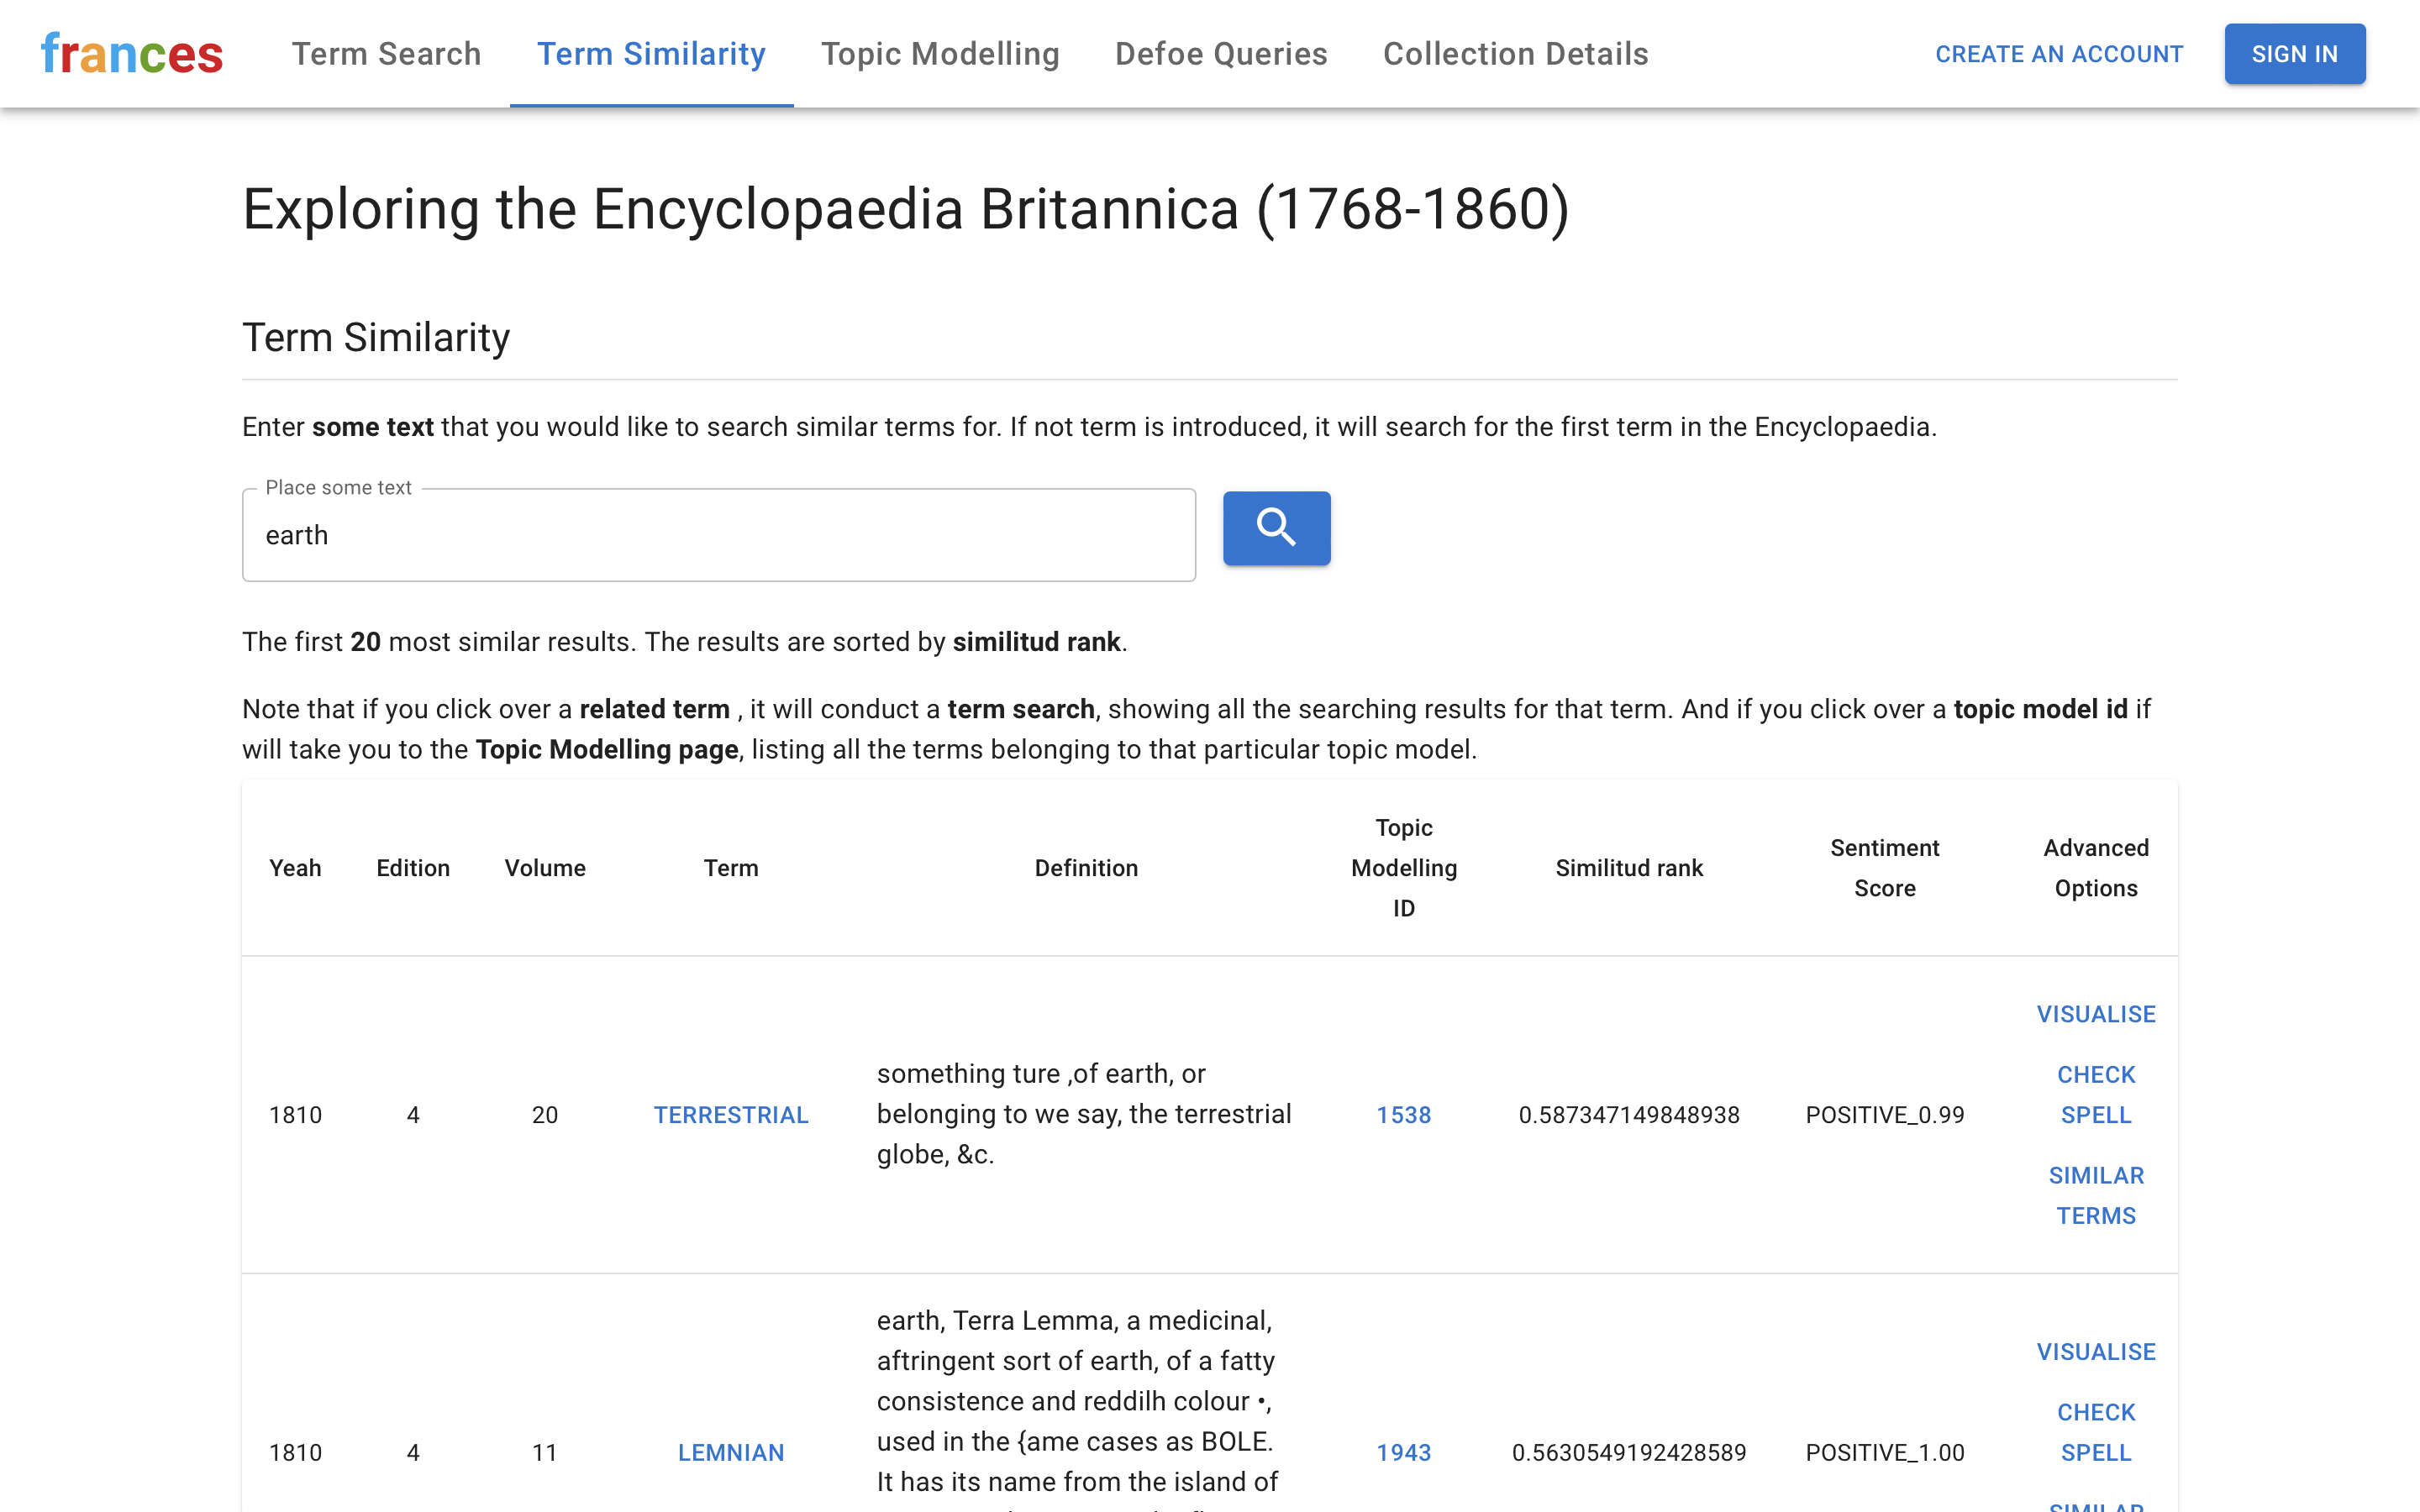 frances
Term Search
Term Similarity
Topic Modelling
Defoe Queries
Collection Details
CREATE AN ACCOUNT
SIGN IN
Exploring the Encyclopaedia Britannica (1768-1860)
Term Similarity
Enter some text that you would like to search similar terms for. If not term is introduced, it will search for the first term in the Encyclopaedia.
Place some text
earth
The first 20 most similar results. The results are sorted by similitud rank.
Note that if you click over a related term , it will conduct a term search, showing all the searching results for that term. And if you click over a topic model id if
will take you to the Topic Modelling page, listing all the terms belonging to that particular topic model.
Yeah
Edition
Volume
Term
Definition
Topic
Modelling
ID
Similitud rank
Sentiment
Score
Advanced
Options
1810
4
20
TERRESTRIAL
something ture ,of earth, or
belonging to we say, the terrestrial
globe, &c.
1538
0.587347149848938
POSITIVE_0.99
VISUALISE
CHECK
SPELL
SIMILAR
TERMS
1810
4
11
LEMNIAN
earth, Terra Lemma, a medicinal,
aftringent sort of earth, of a fatty
consistence and reddilh colour •,
used in the {ame cases as BOLE.
It has its name from the island of
1943
0.5630549192428589
POSITIVE_1.00
VISUALISE
CHECK
SPELL
SIMILAR